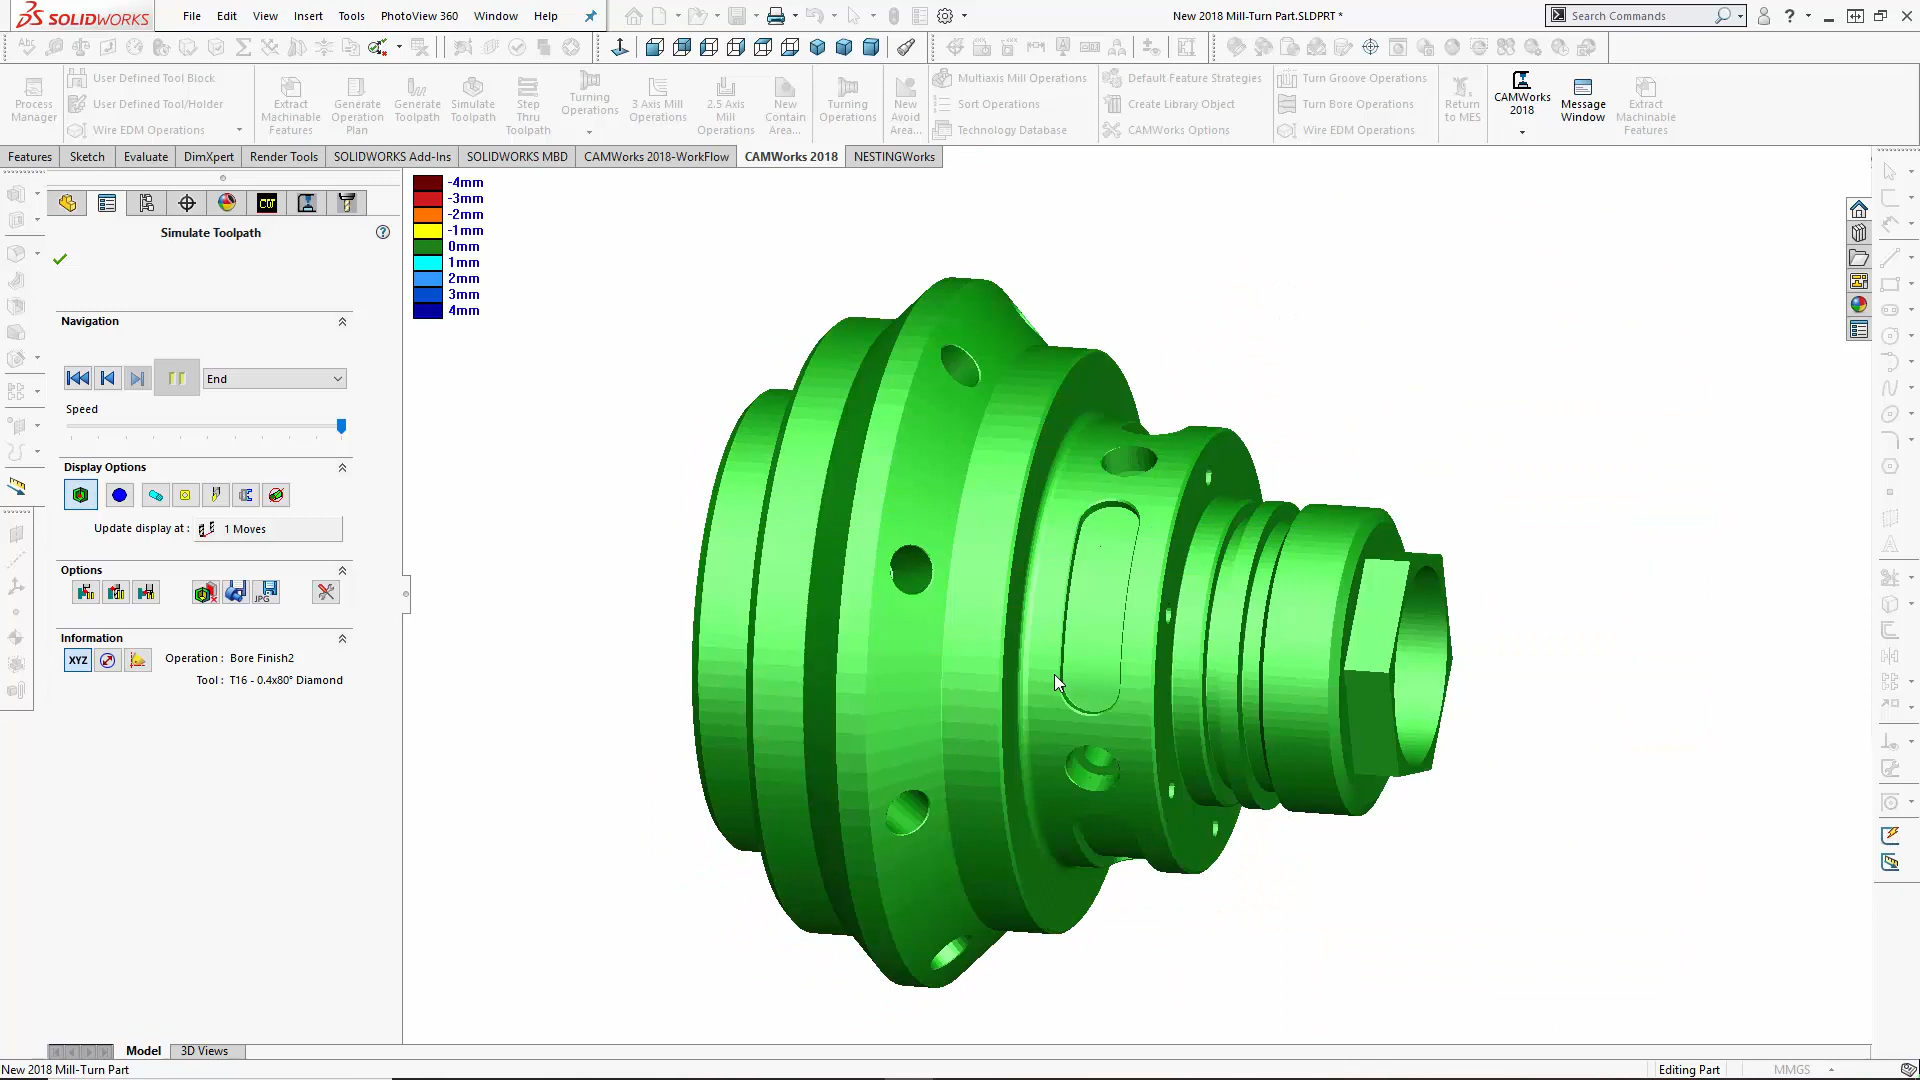 SOLIDWORKS File Edit View Insert Tools PhotoView 360 Window Help New 2018 Mill-Turn Part.SLDPRT * Search Commands ?
Process Manager
User Defined Tool Block
User Defined Tool/Holder
Wire EDM Operations
Extract Machinable Features
Generate Operation Plan
Generate Toolpath
Simulate Toolpath
Step Thru Toolpath
Turning Operations
3 Axis Mill Operations
2.5 Axis Mill Operations
New Contain Area...
Turning Operations
New Avoid Area...
Multiaxis Mill Operations
Sort Operations
Technology Database
Default Feature Strategies
Create Library Object
CAMWorks Options
Turn Groove Operations
Turn Bore Operations
Wire EDM Operations
Return to MES
CAMWorks 2018
Message Window
Extract Machinable Features
Features Sketch Evaluate DimXpert Render Tools SOLIDWORKS Add-Ins SOLIDWORKS MBD CAMWorks 2018-WorkFlow CAMWorks 2018 NESTINGWorks
CW
Simulate Toolpath
?
Navigation
End
Speed
Display Options
Update display at : 1 Moves
Options
JPG
Information
XYZ
Operation : Bore Finish2
Tool : T16 - 0.4x80° Diamond
-4mm
-3mm
-2mm
-1mm
0mm
1mm
2mm
3mm
4mm
Model 3D Views
New 2018 Mill-Turn Part Editing Part MMGS